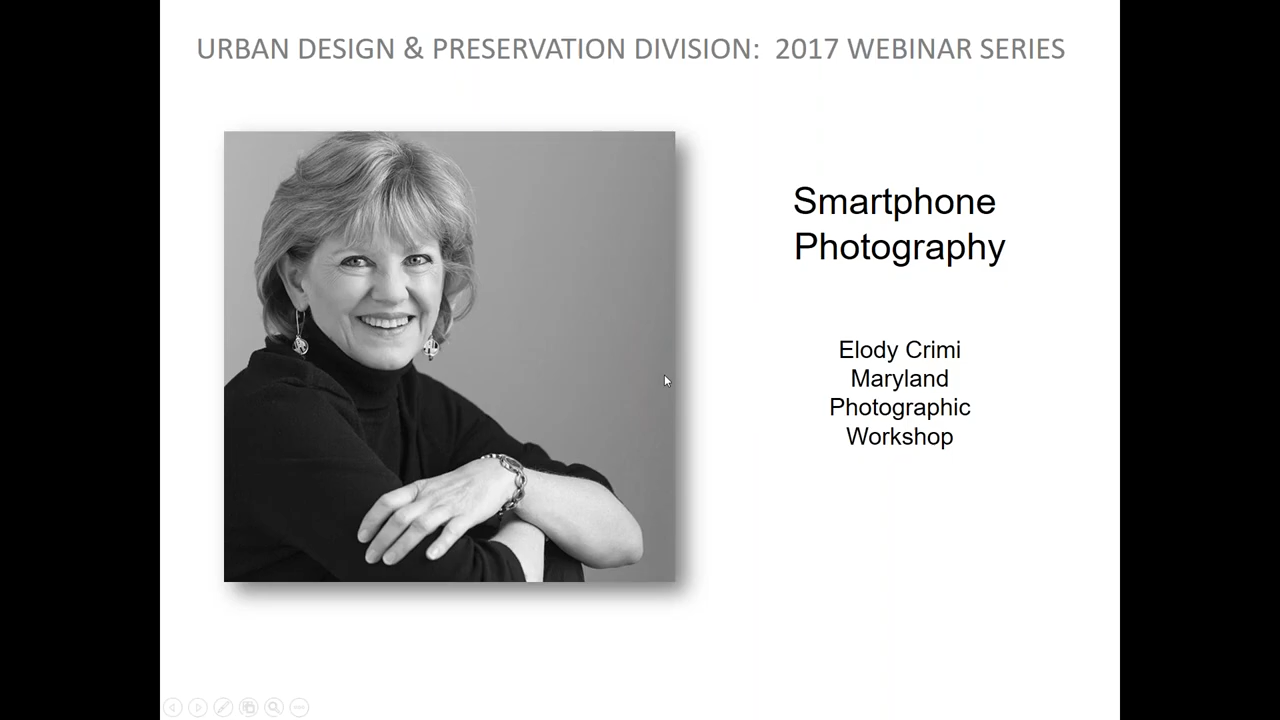 URBAN DESIGN & PRESERVATION DIVISION: 2017 WEBINAR SERIES
Smartphone
Photography
Elody Crimi
Maryland
Photographic
Workshop